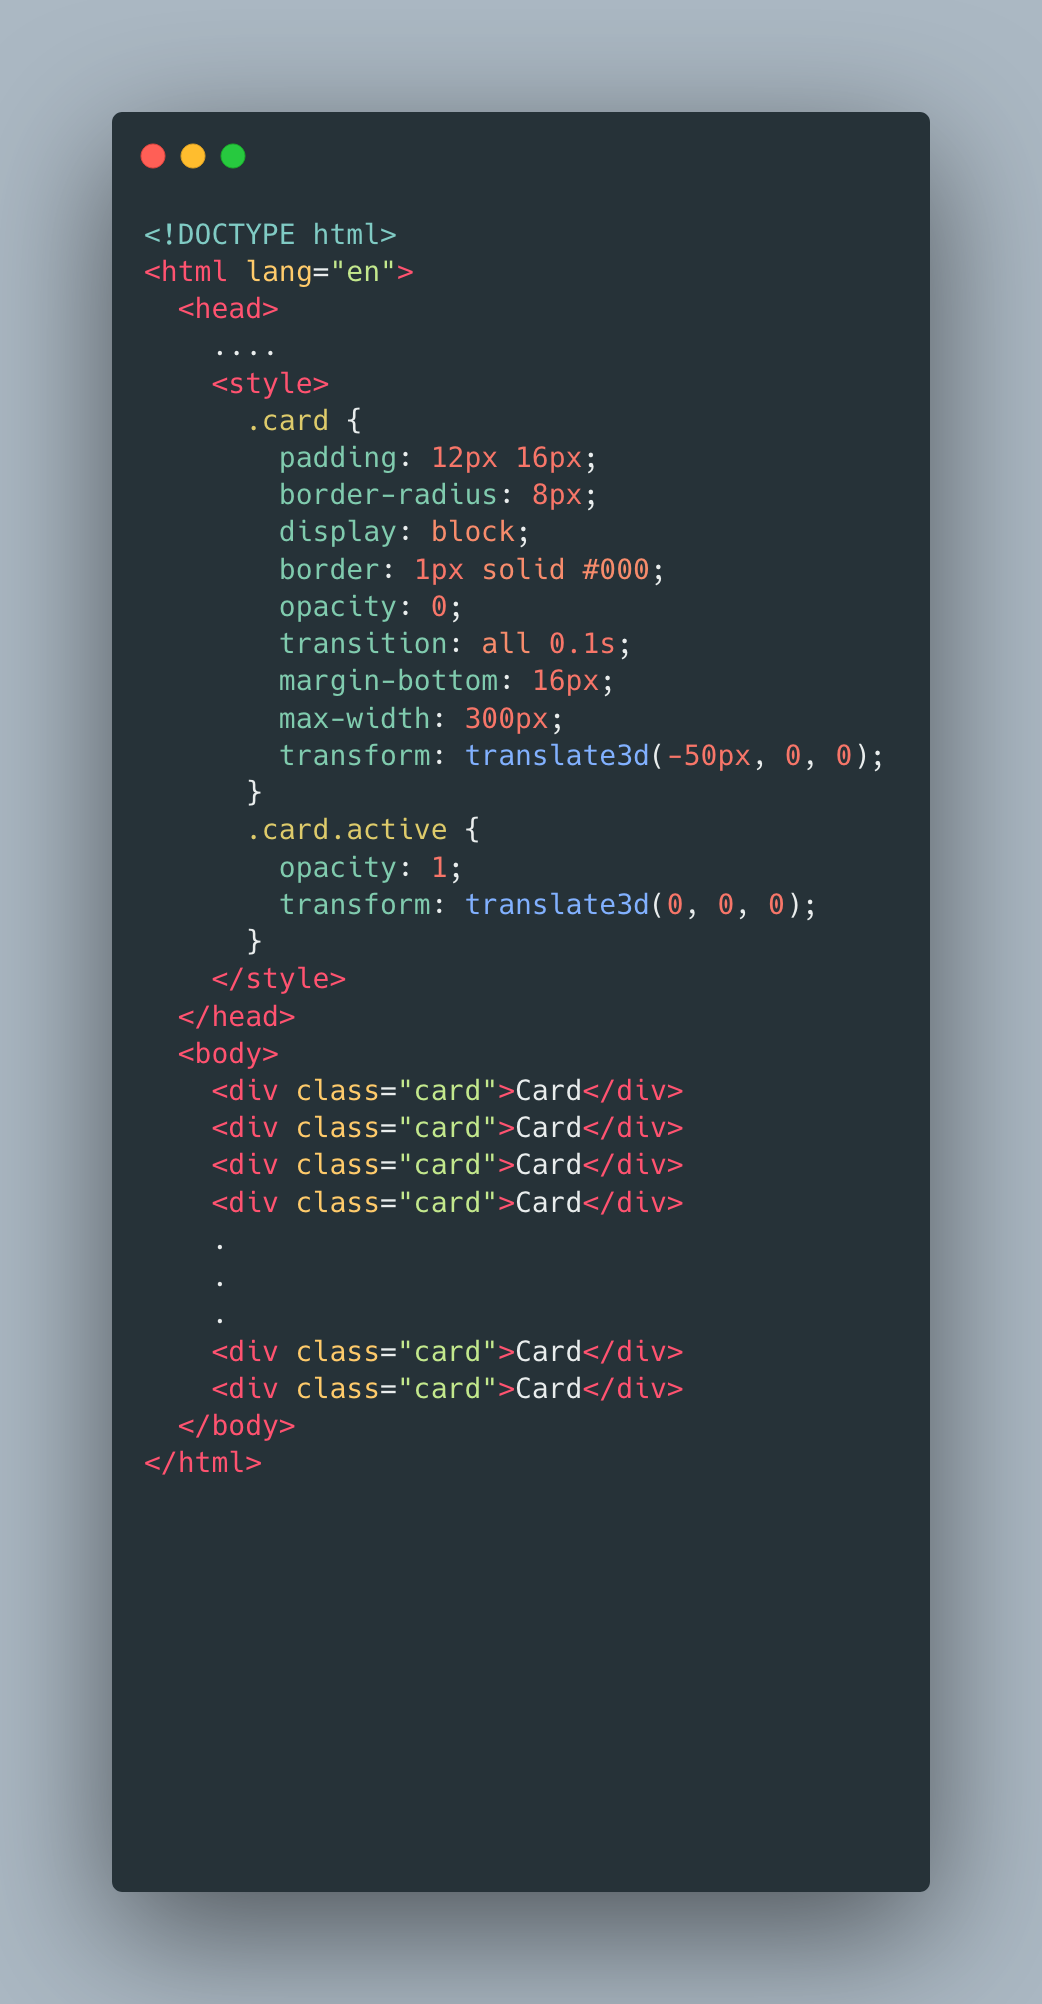 <!DOCTYPE html>
<html lang="en">
  <head>
    ....
    <style>
      .card {
        padding: 12px 16px;
        border-radius: 8px;
        display: block;
        border: 1px solid #000;
        opacity: 0;
        transition: all 0.1s;
        margin-bottom: 16px;
        max-width: 300px;
        transform: translate3d(-50px, 0, 0);
      }
      .card.active {
        opacity: 1;
        transform: translate3d(0, 0, 0);
      }
    </style>
  </head>
  <body>
    <div class="card">Card</div>
    <div class="card">Card</div>
    <div class="card">Card</div>
    <div class="card">Card</div>
    .
    .
    .
    <div class="card">Card</div>
    <div class="card">Card</div>
  </body>
</html>